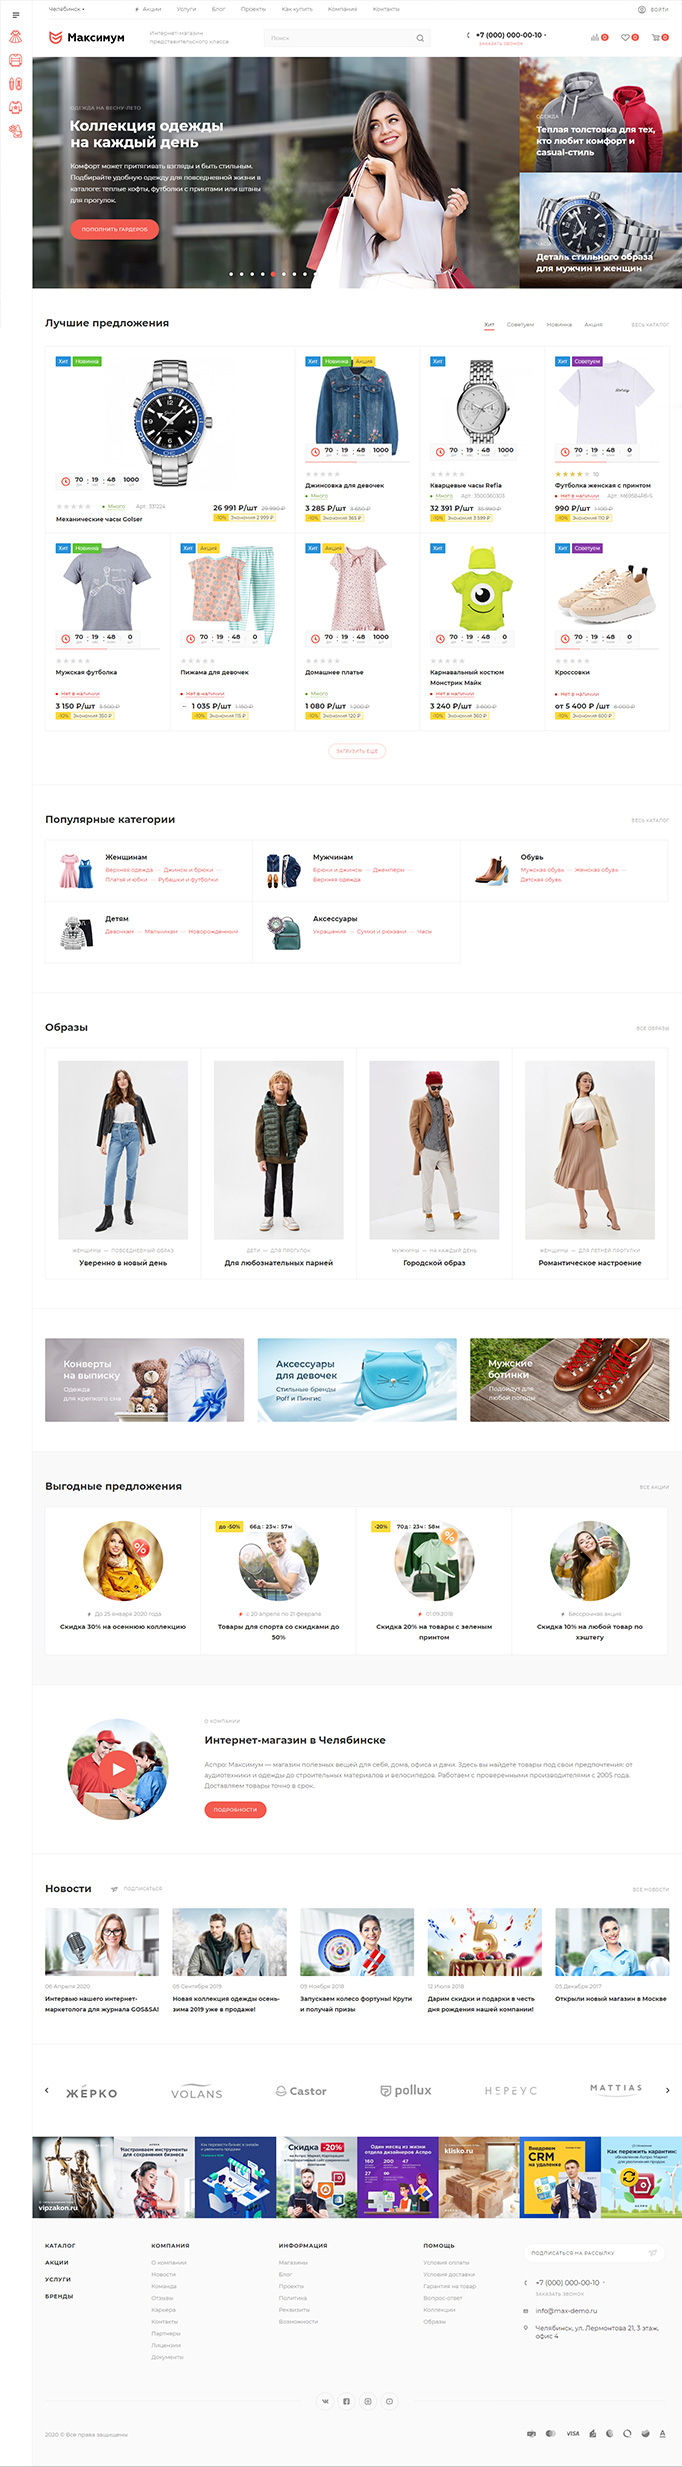 Челябинск
Акции Услуги Блог Проекты Как купить Компания Контакты
ВОЙТИ
Максимум
Интернет-магазин
представительского класса
Поиск
+7 (000) 000-00-10
ЗАКАЗАТЬ ЗВОНОК
0 0 0
ОДЕЖДА НА ВЕСНУ-ЛЕТО
Коллекция одежды
на каждый день
Комфорт может притягивать взгляды и быть стильным.
Подбирайте удобную одежду для повседневной жизни в
каталоге: теплые кофты, футболки с принтами или штаны
для прогулок.
ПОПОЛНИТЬ ГАРДЕРОБ
ОДЕЖДА
Теплая толстовка для тех,
кто любит комфорт и
casual-стиль
Деталь стильного образа
для мужчин и женщин
Лучшие предложения
Хит Советуем Новинка Акция
ВЕСЬ КАТАЛОГ
Хит Новинка
70 : 19 : 48 1000
Много Арт.: 331224
Механические часы Golser
26 991 ₽/шт 29 990 ₽
-10% Экономия 2 999 ₽
Хит Новинка Акция
70 : 19 : 48 1000
Джинсовка для девочек
Много
3 285 ₽/шт 3 650 ₽
-10% Экономия 365 ₽
Хит
70 : 19 : 48 1000
Кварцевые часы Refia
Много
32 391 ₽/шт 35 990 ₽
-10% Экономия 3 599 ₽
Хит Советуем
70 : 19 : 48 0
10
Футболка женская с принтом
Нет в наличии
990 ₽/шт 1 100 ₽
-10% Экономия 110 ₽
Хит Новинка
70 : 19 : 48 0
Мужская футболка
Нет в наличии
3 150 ₽/шт 3 500 ₽
-10% Экономия 350 ₽
Хит Акция
70 : 19 : 48 0
Пижама для девочек
Нет в наличии
1 035 ₽/шт 1 150 ₽
-10% Экономия 115 ₽
Хит Акция
70 : 19 : 48 1000
Домашнее платье
Много
1 080 ₽/шт 1 200 ₽
-10% Экономия 120 ₽
Хит
70 : 19 : 48 0
Карнавальный костюм
Монстрик Майк
Нет в наличии
3 240 ₽/шт 3 600 ₽
-10% Экономия 360 ₽
Хит Советуем
70 : 19 : 48 0
Кроссовки
Нет в наличии
от 5 400 ₽ /шт 6 000 ₽
-10% Экономия 600 ₽
ЗАГРУЗИТЬ ЕЩЕ
Популярные категории
ВЕСЬ КАТАЛОГ
Женщинам
Верхняя одежда — Джинсы и брюки —
Платья и юбки — Рубашки и футболки
Мужчинам
Брюки и джинсы — Джемперы —
Верхняя одежда
Обувь
Мужская обувь — Женская обувь —
Детская обувь
Детям
Девочкам — Мальчикам — Новорожденным
Аксессуары
Украшения — Сумки и рюкзаки — Часы
Образы
ВСЕ ОБРАЗЫ
ЖЕНЩИНЫ — ПОВСЕДНЕВНЫЙ ОБРАЗ
Уверенно в новый день
ДЕТИ — ДЛЯ ПРОГУЛОК
Для любознательных парней
МУЖЧИНЫ — НА КАЖДЫЙ ДЕНЬ
Городской образ
ЖЕНЩИНЫ — ДЛЯ ЛЕТНЕЙ ПРОГУЛКИ
Романтическое настроение
Конверты
на выписку
Одежда
для крепкого сна
Аксессуары
для девочек
Стильные бренды
Poff и Пингис
Мужские
ботинки
Подойдут для
любой погоды
Выгодные предложения
ВСЕ АКЦИИ
%
До 25 января 2020 года
Скидка 30% на осеннюю коллекцию
до -50% 66д : 23ч : 57м
с 20 апреля по 21 февраля
Товары для спорта со скидками до
50%
-20% 70д : 23ч : 58м
%
01.09.2018
Скидка 20% на товары с зеленым
принтом
Бессрочная акция
Скидка 10% на любой товар по
хэштегу
О КОМПАНИИ
Интернет-магазин в Челябинске
Аспро: Максимум — магазин полезных вещей для себя, дома, офиса и дачи. Здесь вы найдете товары под свои предпочтения: от
аудиотехники и одежды до строительных материалов и велосипедов. Работаем с проверенными производителями с 2005 года.
Доставляем товары точно в срок.
ПОДРОБНОСТИ
Новости
ПОДПИСАТЬСЯ
ВСЕ НОВОСТИ
06 Апреля 2020
Интервью нашего интернет-
маркетолога для журнала GOS&SA!
05 Сентября 2019
Новая коллекция одежды осень-
зима 2019 уже в продаже!
09 Ноября 2018
Запускаем колесо фортуны! Крути
и получай призы
5
12 Июля 2018
Дарим скидки и подарки в честь
дня рождения нашей компании!
05 Декабря 2017
Открыли новый магазин в Москве
ЖЁРКО
VOLANS
Castor
pollux
НЕРЕУС
MATTIAS
vipzakon.ru
Настраиваем инструменты
для сохранения бизнеса
Скидка -20%
Один месяц из жизни
отдела дизайнеров Аспро
160 200 47
27
klisko.ru
Внедряем
CRM
на удаленке
Как пережить карантин:
КАТАЛОГ
АКЦИИ
УСЛУГИ
БРЕНДЫ
КОМПАНИЯ
О компании
Новости
Команда
Отзывы
Карьера
Контакты
Партнеры
Лицензии
Документы
ИНФОРМАЦИЯ
Магазины
Блог
Проекты
Политика
Реквизиты
Возможности
ПОМОЩЬ
Условия оплаты
Условия доставки
Гарантия на товар
Вопрос-ответ
Коллекции
Образы
ПОДПИСАТЬСЯ НА РАССЫЛКУ
+7 (000) 000-00-10
ЗАКАЗАТЬ ЗВОНОК
info@max-demo.ru
Челябинск, ул. Лермонтова 21, 3 этаж,
офис 4
2020 © Все права защищены
VISA